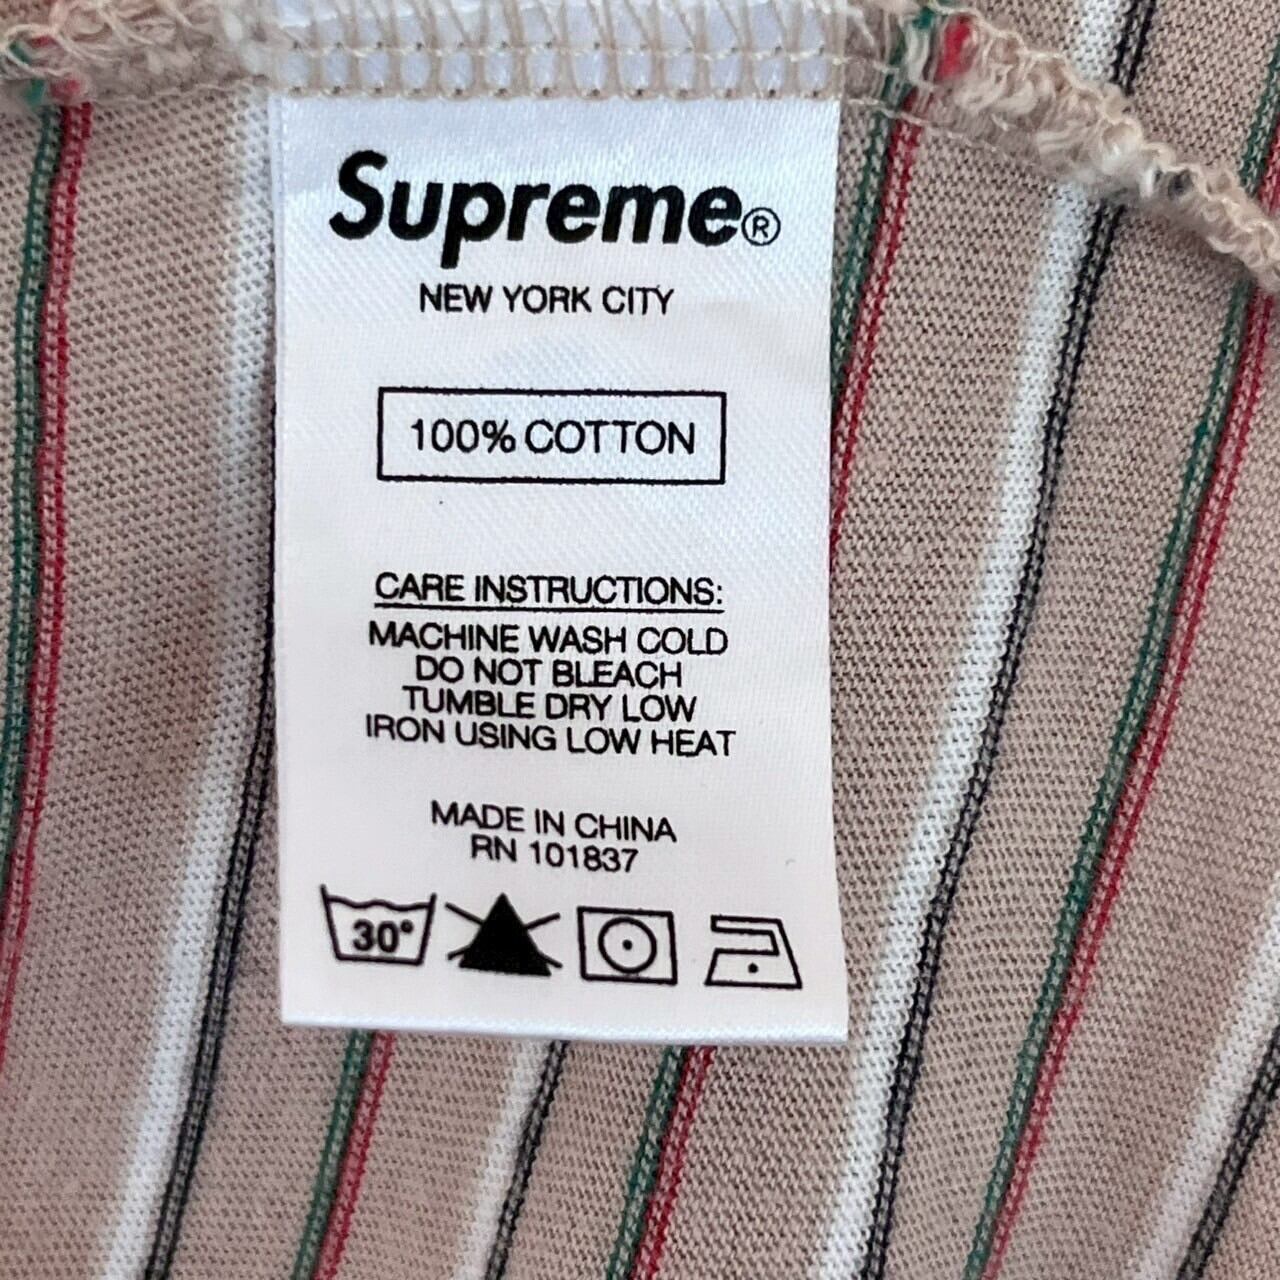 Supreme®
NEW YORK CITY
100% COTTON
CARE INSTRUCTIONS:
MACHINE WASH COLD
DO NOT BLEACH
TUMBLE DRY LOW
IRON USING LOW HEAT
MADE IN CHINA
RN 101837
30°